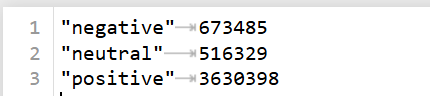 1 "negative" 673485
2 "neutral" 516329
3 "positive" 3630398